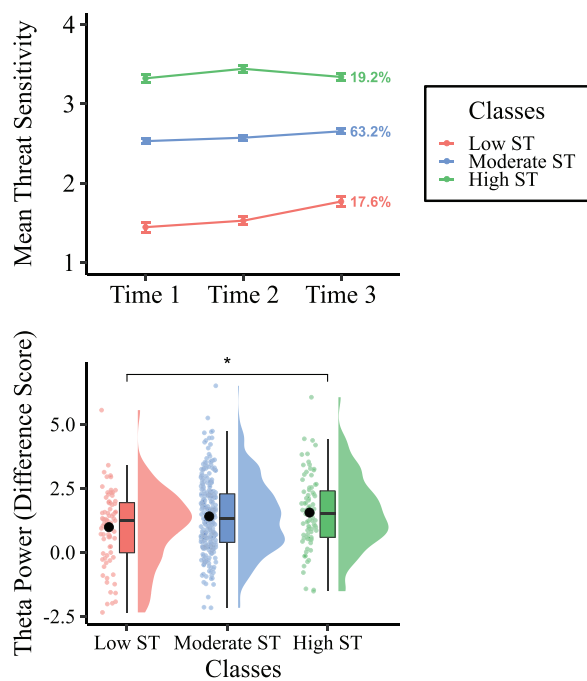 Mean Threat Sensitivity
4
3
2
1
19.2%
63.2%
17.6%
Time 1 Time 2 Time 3
Classes
Low ST
Moderate ST
High ST
Theta Power (Difference Score)
*
5.0
2.5
0.0
-2.5
Low ST Moderate ST High ST
Classes